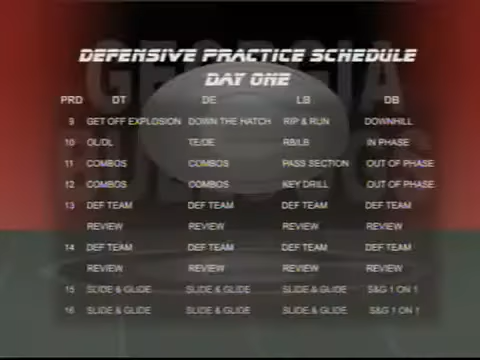 GEORGIA
BULLDOGS
DEFENSIVE PRACTICE SCHEDULE
DAY ONE
PRD DT DE LB DB
9 GET OFF EXPLOSION DOWN THE HATCH RIP & RUN DOWNHILL
10 OL/DL TE/DE RB/LB IN PHASE
11 COMBOS COMBOS PASS SECTION OUT OF PHASE
12 COMBOS COMBOS KEY DRILL OUT OF PHASE
13 DEF TEAM DEF TEAM DEF TEAM DEF TEAM
REVIEW REVIEW REVIEW REVIEW
14 DEF TEAM DEF TEAM DEF TEAM DEF TEAM
REVIEW REVIEW REVIEW REVIEW
15 SLIDE & GLIDE SLIDE & GLIDE SLIDE & GLIDE S&G 1 ON 1
16 SLIDE & GLIDE SLIDE & GLIDE SLIDE & GLIDE S&G 1 ON 1